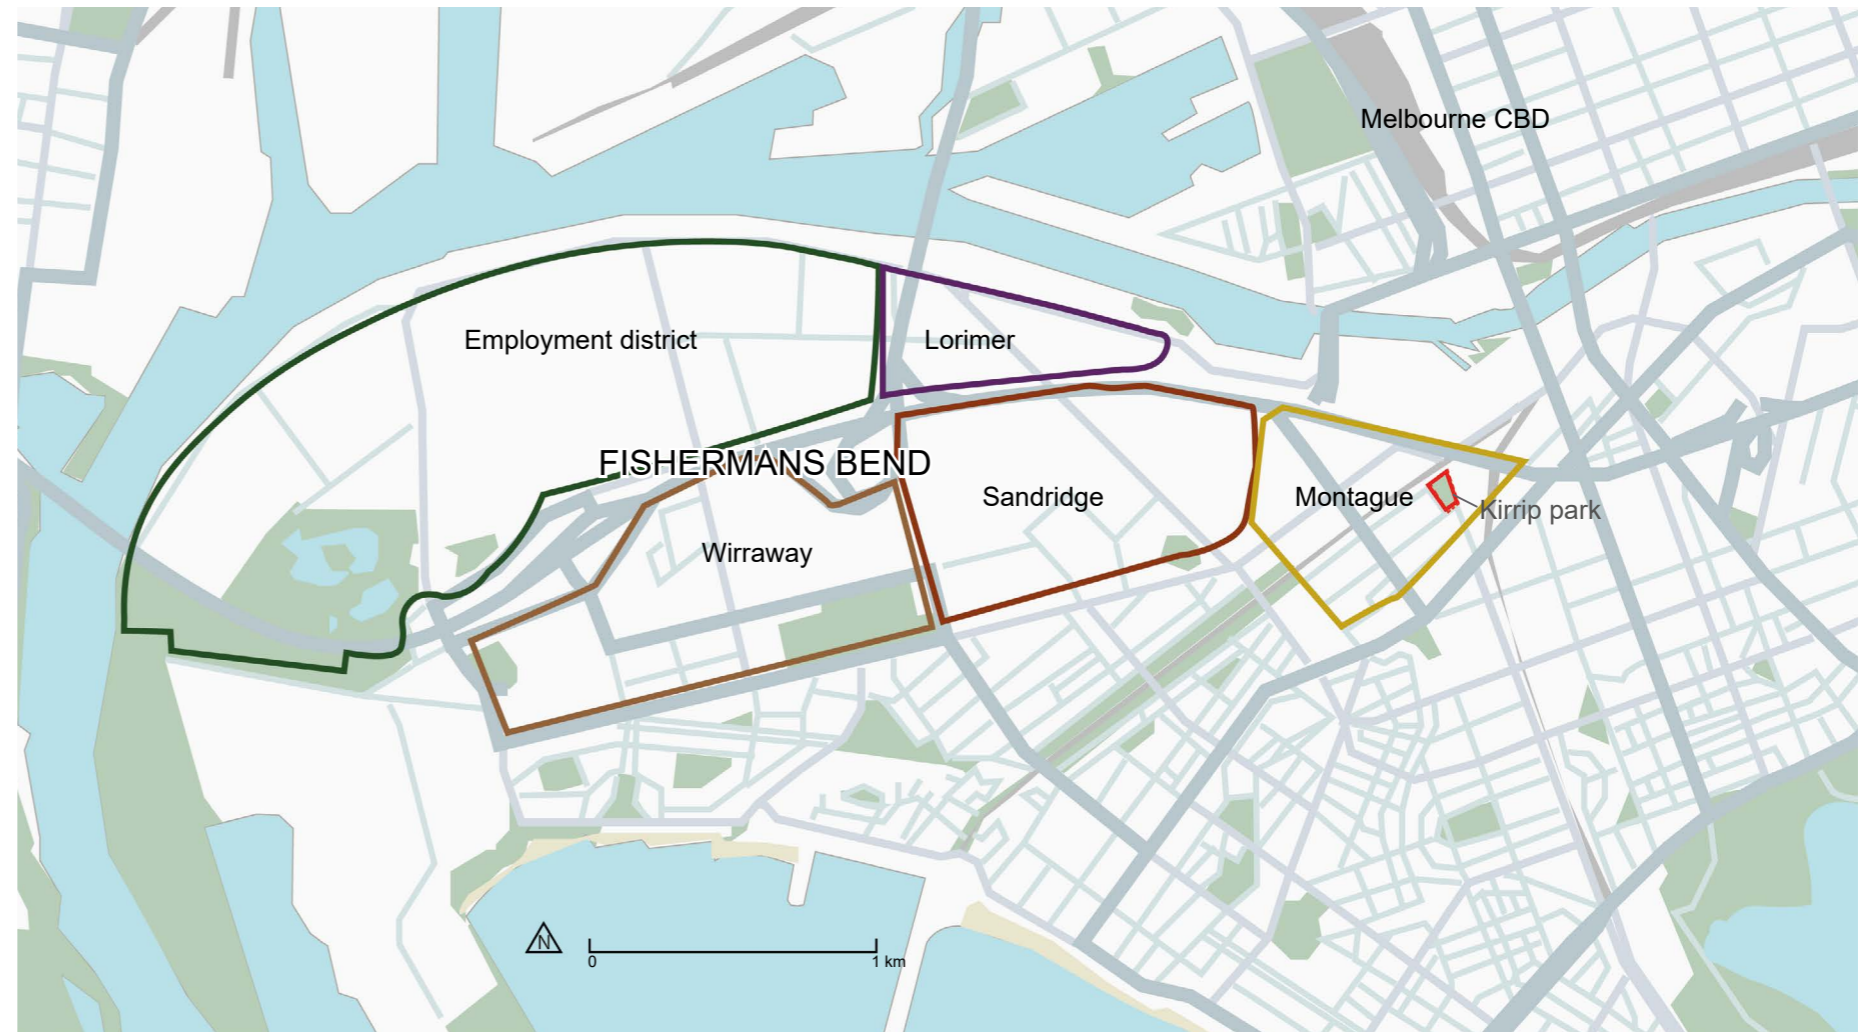 Melbourne CBD
Employment district
Lorimer
FISHERMANS BEND
Sandridge
Montague
Kirrip park
Wirraway
N
0
1 km